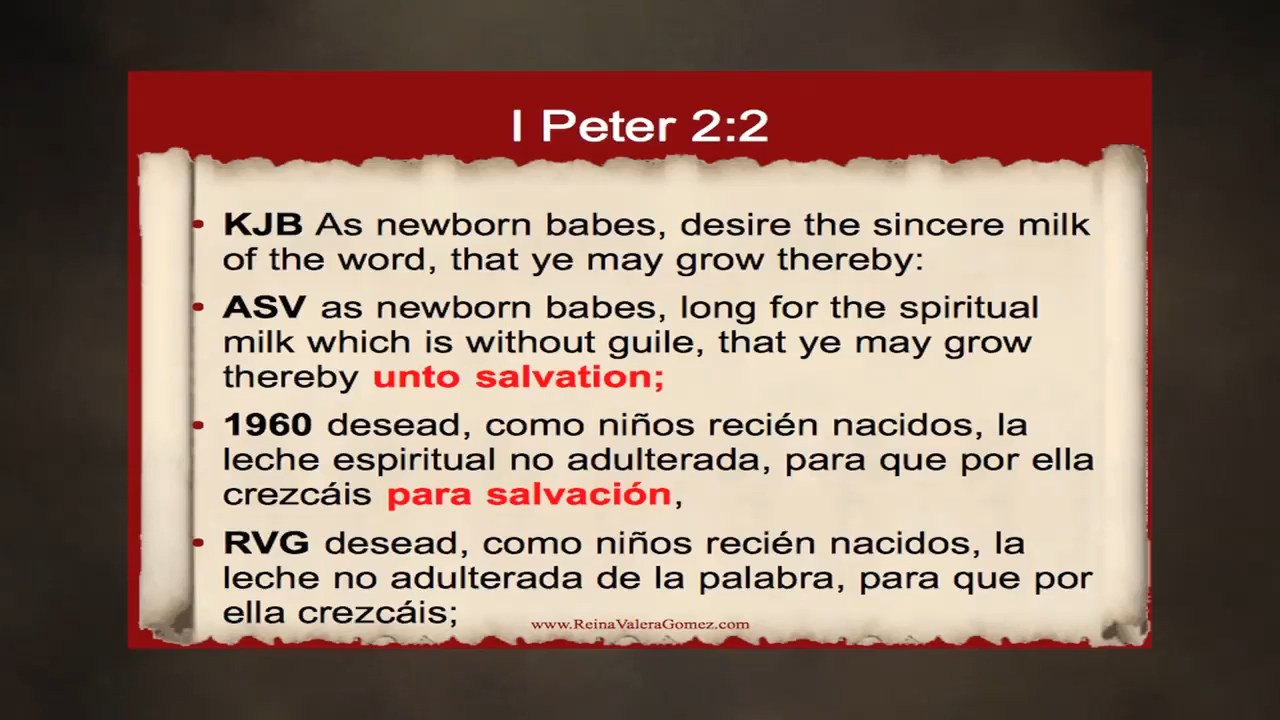 I Peter 2:2
• KJB As newborn babes, desire the sincere milk
of the word, that ye may grow thereby:
• ASV as newborn babes, long for the spiritual
milk which is without guile, that ye may grow
thereby unto salvation;
• 1960 desead, como niños recién nacidos, la
leche espiritual no adulterada, para que por ella
crezcáis para salvación,
• RVG desead, como niños recién nacidos, la
leche no adulterada de la palabra, para que por
ella crezcáis;
www.ReinaValeraGomez.com